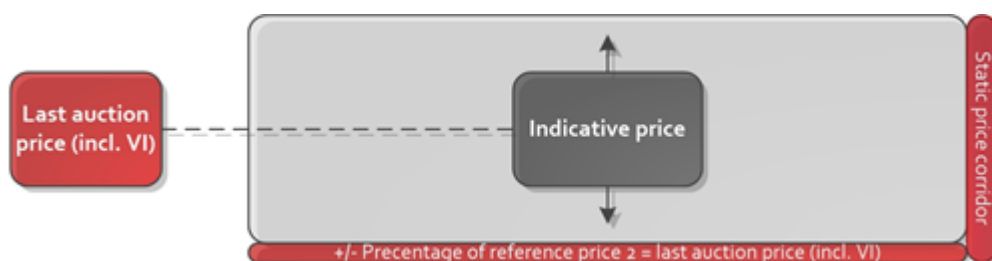 Last auction
price (incl. VI)
Indicative price
Static price corridor
+/- Precentage of reference price 2 = last auction price (incl. VI)